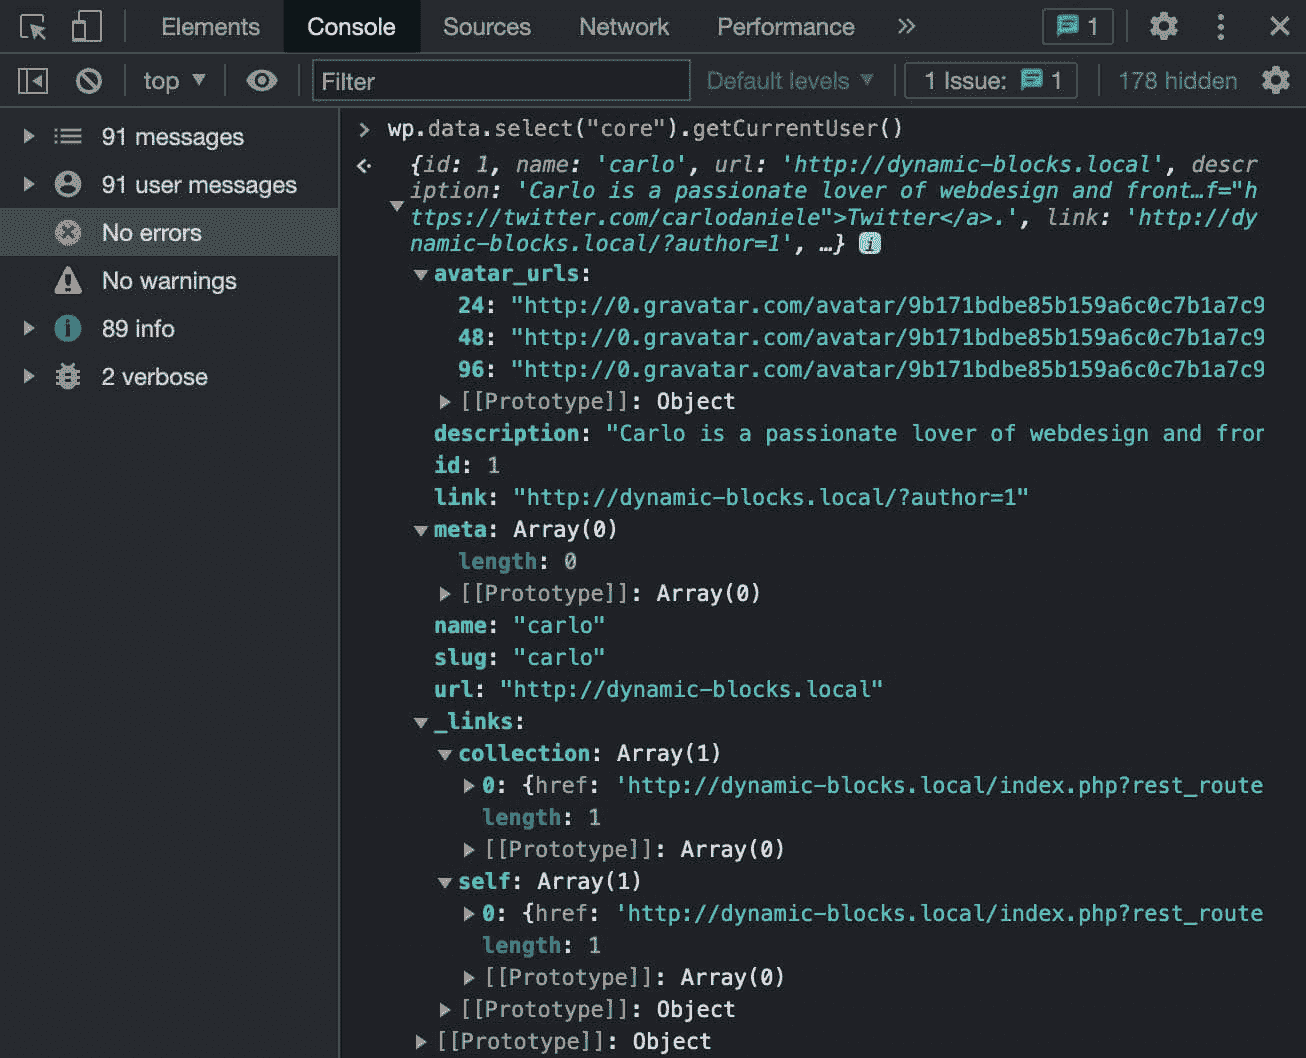 Elements Console Sources Network Performance » 1
top ▼ Filter Default levels ▼ 1 Issue: 1 178 hidden
91 messages
91 user messages
No errors
No warnings
89 info
2 verbose
> wp.data.select("core").getCurrentUser()
{id: 1, name: 'carlo', url: 'http://dynamic-blocks.local', descr
iption: 'Carlo is a passionate lover of webdesign and front…f="h
ttps://twitter.com/carlodaniele">Twitter</a>.', link: 'http://dy
namic-blocks.local/?author=1', …} i
▼ avatar_urls:
24: "http://0.gravatar.com/avatar/9b171bdbe85b159a6c0c7b1a7c9
48: "http://0.gravatar.com/avatar/9b171bdbe85b159a6c0c7b1a7c9
96: "http://0.gravatar.com/avatar/9b171bdbe85b159a6c0c7b1a7c9
▶ [[Prototype]]: Object
description: "Carlo is a passionate lover of webdesign and fror
id: 1
link: "http://dynamic-blocks.local/?author=1"
▼ meta: Array(0)
length: 0
▶ [[Prototype]]: Array(0)
name: "carlo"
slug: "carlo"
url: "http://dynamic-blocks.local"
▼ _links:
▼ collection: Array(1)
▶ 0: {href: 'http://dynamic-blocks.local/index.php?rest_route
length: 1
▶ [[Prototype]]: Array(0)
▼ self: Array(1)
▶ 0: {href: 'http://dynamic-blocks.local/index.php?rest_route
length: 1
▶ [[Prototype]]: Array(0)
▶ [[Prototype]]: Object
▶ [[Prototype]]: Object